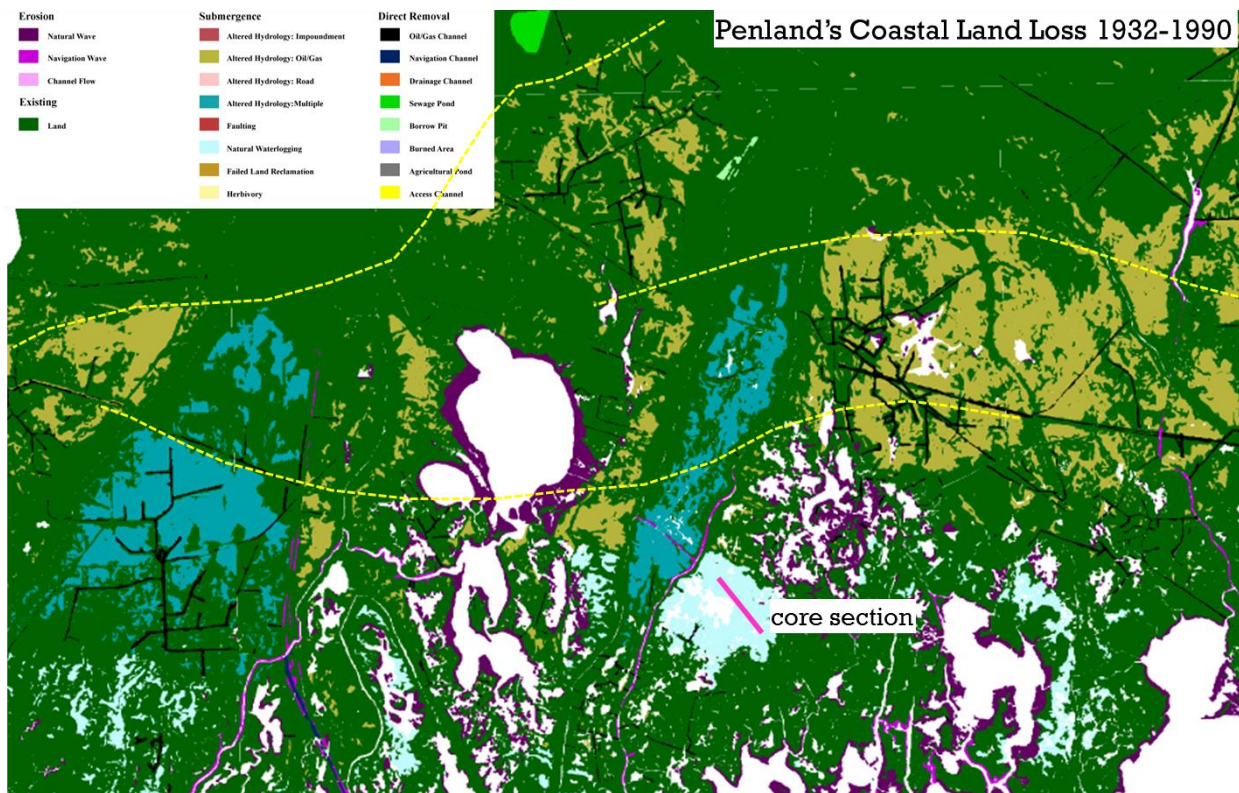 Penland's Coastal Land Loss 1932-1990
Erosion
Natural Wave
Navigation Wave
Channel Flow
Existing
Land
Submergence
Altered Hydrology: Impoundment
Altered Hydrology: Oil/Gas
Altered Hydrology: Road
Altered Hydrology:Multiple
Faulting
Natural Waterlogging
Failed Land Reclamation
Herbivory
Direct Removal
Oil/Gas Channel
Navigation Channel
Drainage Channel
Sewage Pond
Borrow Pit
Burned Area
Agricultural Pond
Access Channel
core section